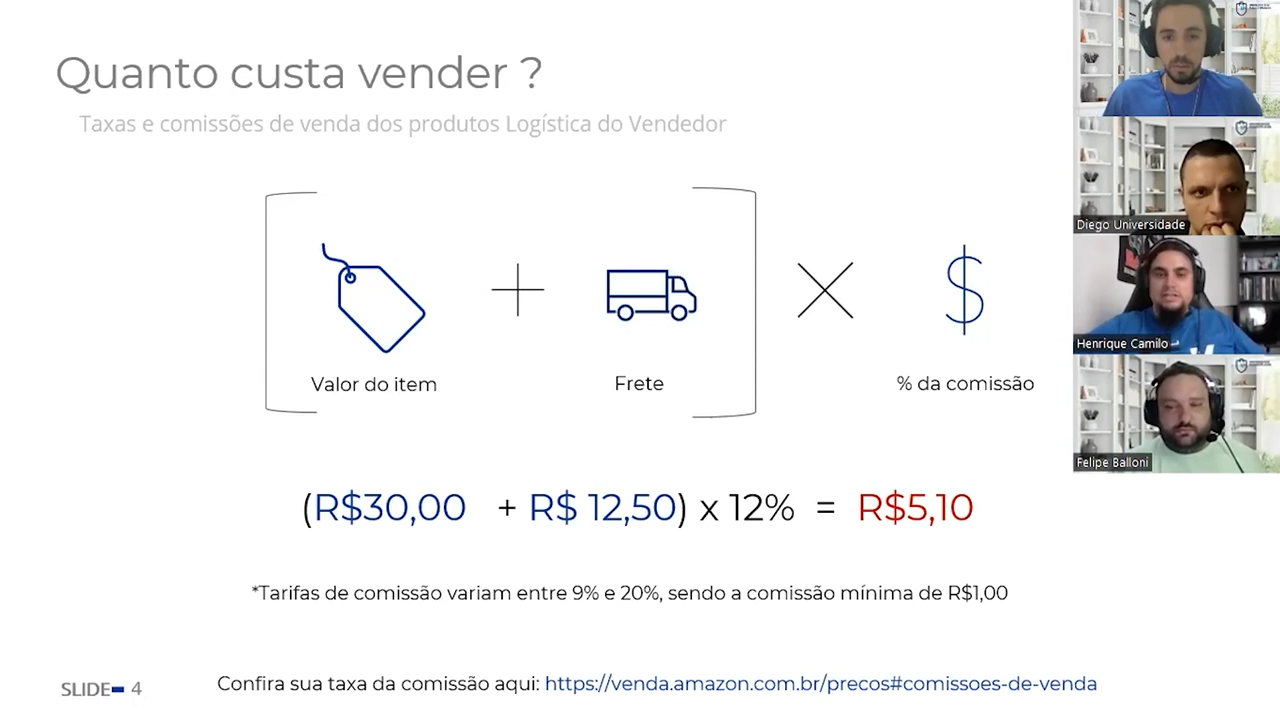 Quanto custa vender ?
Taxas e comissões de venda dos produtos Logística do Vendedor
Valor do item
Frete
% da comissão
(R$30,00 + R$ 12,50) x 12% = R$5,10
*Tarifas de comissão variam entre 9% e 20%, sendo a comissão mínima de R$1,00
SLIDE 4
Confira sua taxa da comissão aqui: https://venda.amazon.com.br/precos#comissoes-de-venda
Diego Universidade
Henrique Camilo
Felipe Balloni